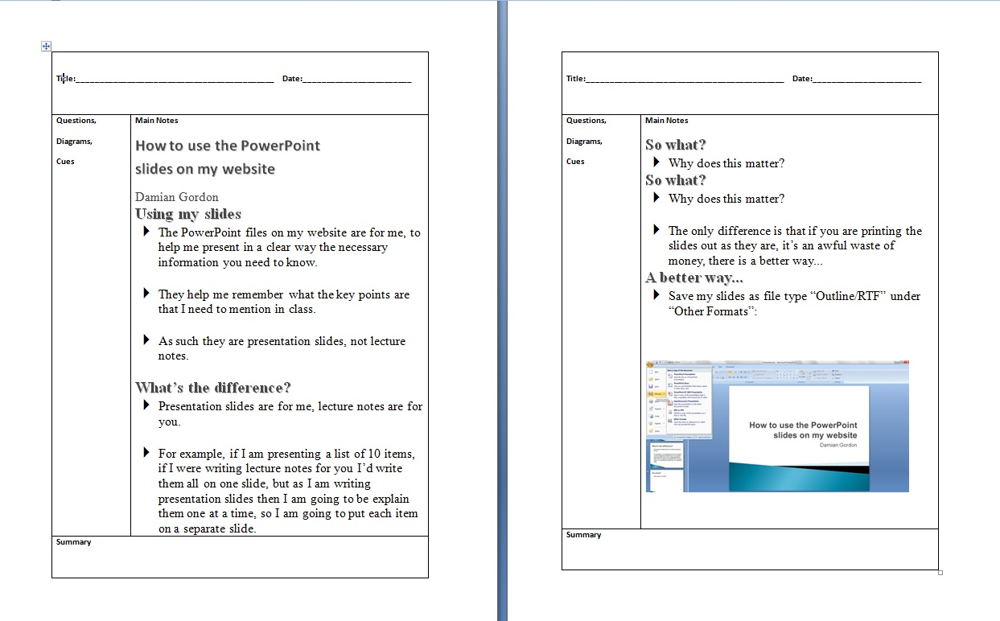 Title:__________________________________________ Date:_______________________
Questions,
Diagrams,
Cues
Main Notes
How to use the PowerPoint
slides on my website
Damian Gordon
Using my slides
The PowerPoint files on my website are for me, to
help me present in a clear way the necessary
information you need to know.
They help me remember what the key points are
that I need to mention in class.
As such they are presentation slides, not lecture
notes.
What's the difference?
Presentation slides are for me, lecture notes are for
you.
For example, if I am presenting a list of 10 items,
if I were writing lecture notes for you I'd write
them all on one slide, but as I am writing
presentation slides then I am going to be explain
them one at a time, so I am going to put each item
on a separate slide.
Summary
Title:__________________________________________ Date:_______________________
Questions,
Diagrams,
Cues
Main Notes
So what?
Why does this matter?
So what?
Why does this matter?
The only difference is that if you are printing the
slides out as they are, it's an awful waste of
money, there is a better way...
A better way...
Save my slides as file type “Outline/RTF” under
“Other Formats”:
How to use the PowerPoint
slides on my website
Damian Gordon
Summary